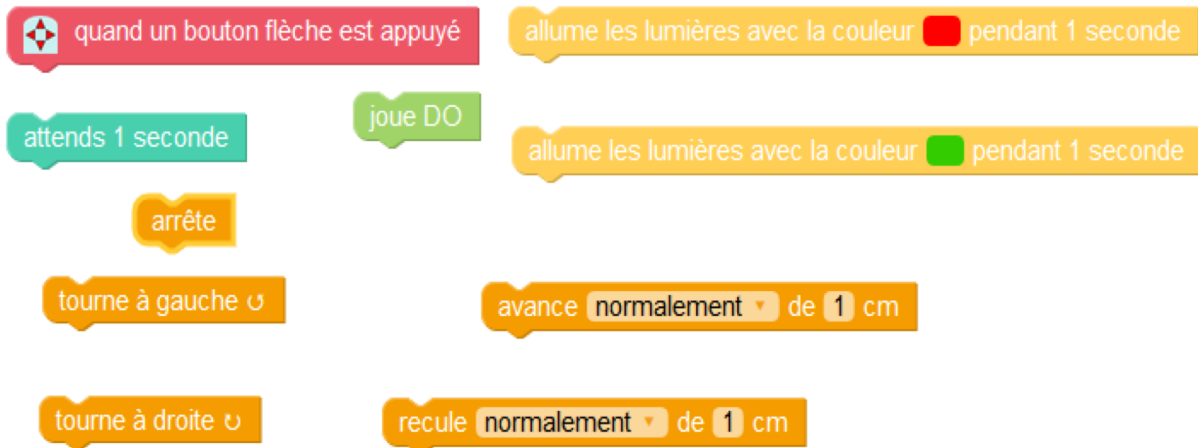 quand un bouton flèche est appuyé
allume les lumières avec la couleur pendant 1 seconde
attends 1 seconde
joue DO
allume les lumières avec la couleur pendant 1 seconde
arrête
tourne à gauche ↺
avance normalement de 1 cm
tourne à droite ↻
recule normalement de 1 cm